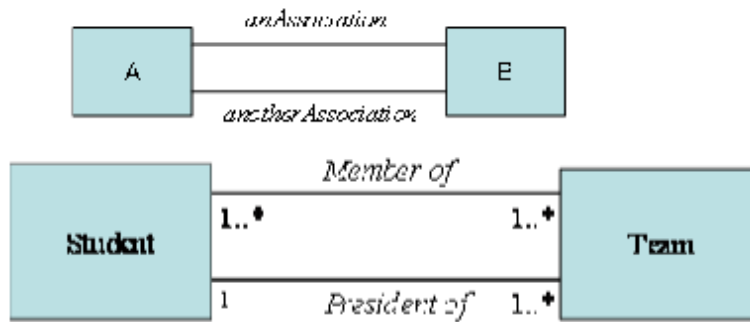 anAssociation
A
B
anotherAssociation
Member of
1..* 1..*
Student
Team
1 President of 1..*